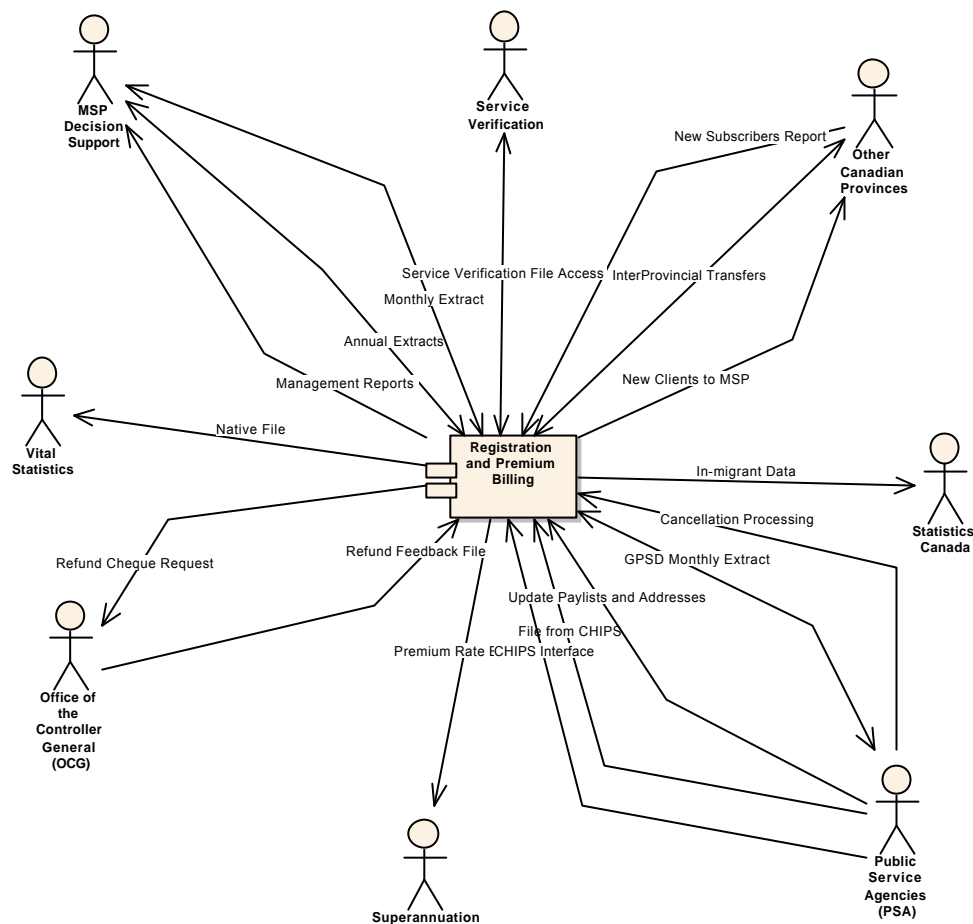 MSP
Decision
Support
Service
Verification
New Subscribers Report
Other
Canadian
Provinces
Service Verification File Access
InterProvincial Transfers
Monthly Extract
Annual Extracts
Management Reports
New Clients to MSP
Vital
Statistics
Native File
Registration
and Premium
Billing
In-migrant Data
Statistics
Canada
Cancellation Processing
Refund Feedback File
GPSD Monthly Extract
Refund Cheque Request
Update Paylists and Addresses
File from CHIPS
Premium Rate
CHIPS Interface
Office of
the
Controller
General
(OCG)
Public
Service
Agencies
(PSA)
Superannuation